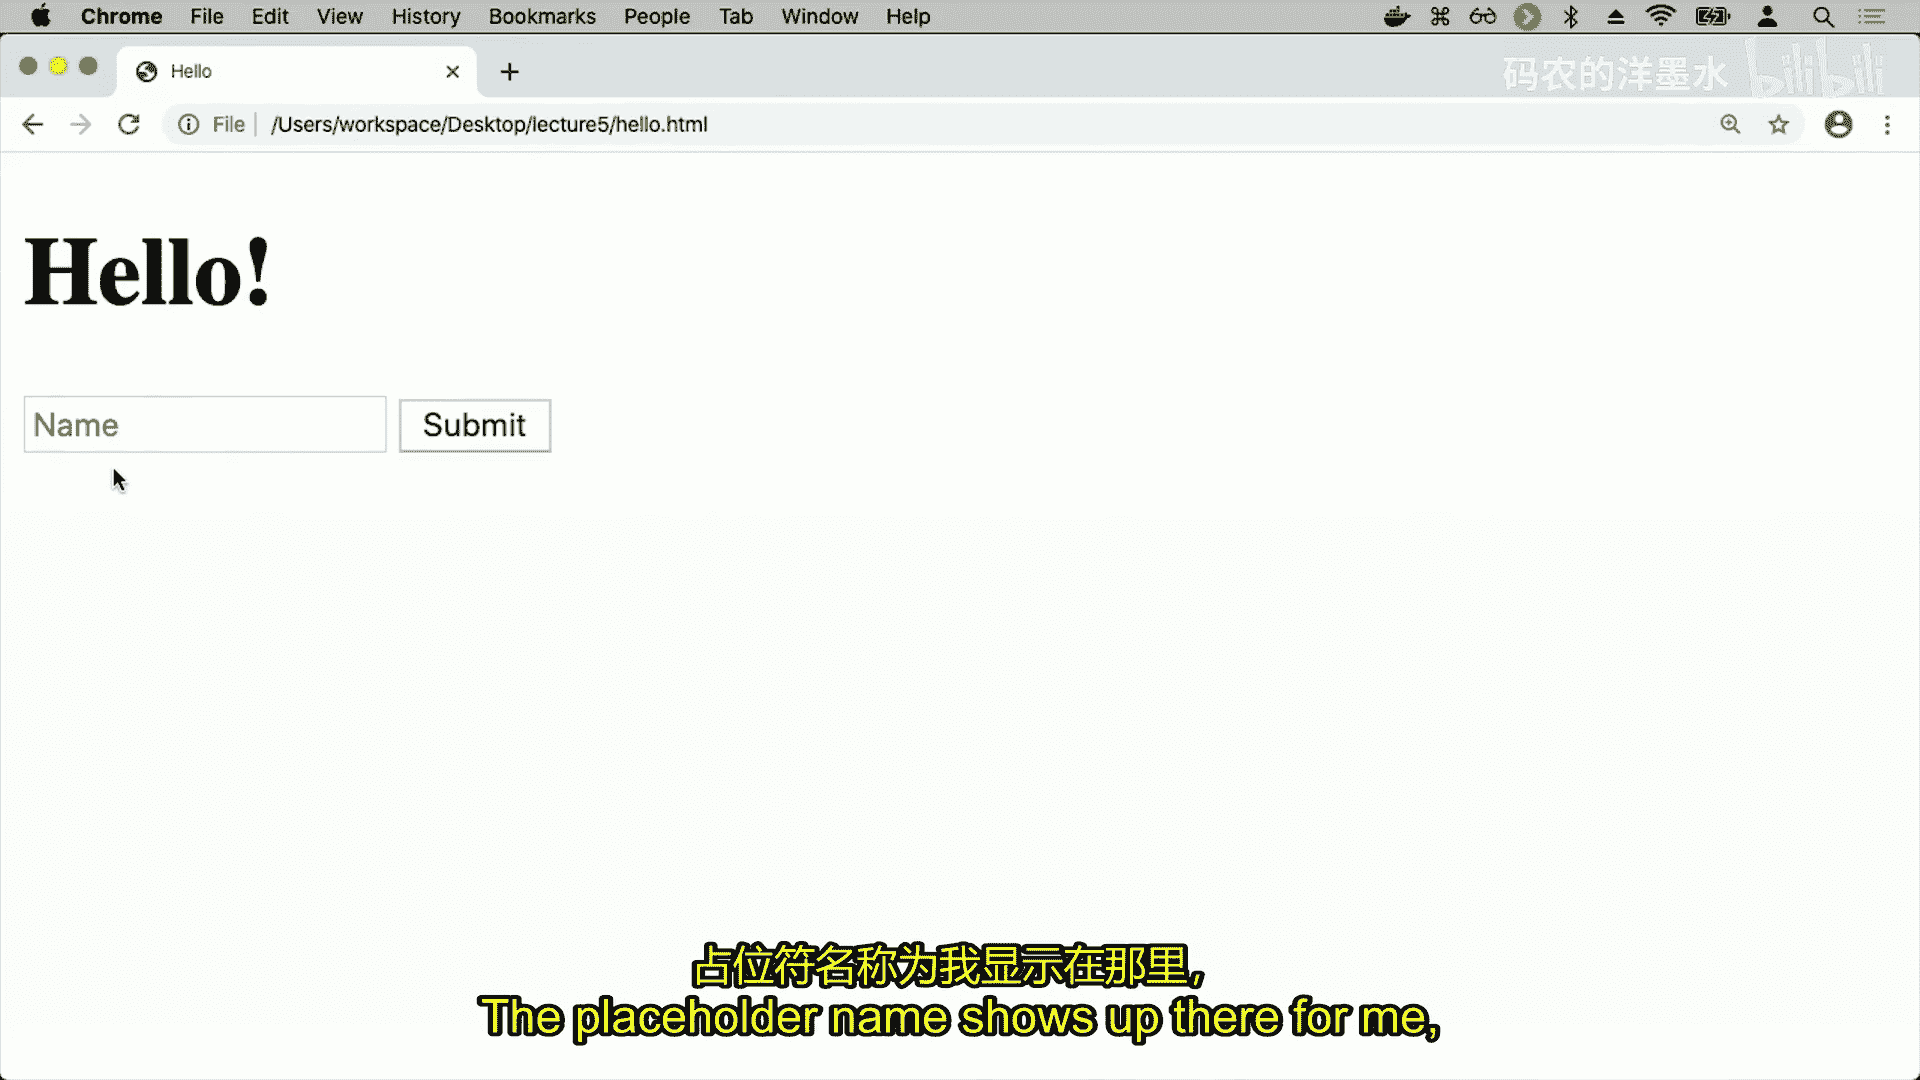 Chrome File Edit View History Bookmarks People Tab Window Help
Hello
码农的洋墨水 bilibili
File /Users/workspace/Desktop/lecture5/hello.html
Hello!
Name Submit
占位符名称为我显示在那里，
The placeholder name shows up there for me,